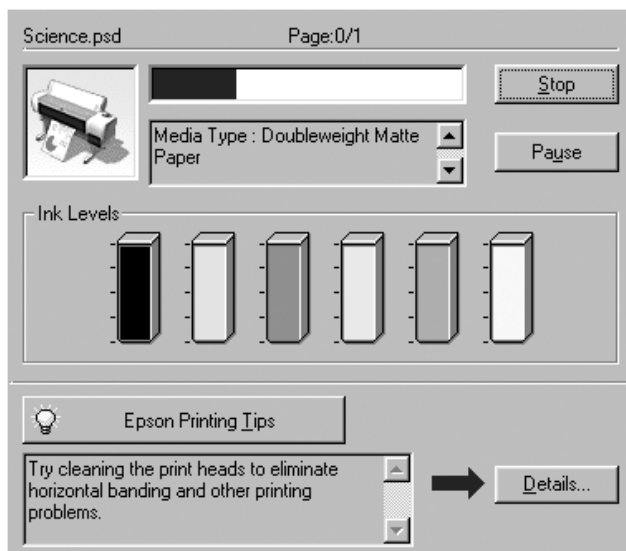 Science.psd Page:0/1
Stop
Media Type : Doubleweight Matte
Paper
Pause
Ink Levels
Epson Printing Tips
Try cleaning the print heads to eliminate
horizontal banding and other printing
problems.
Details...